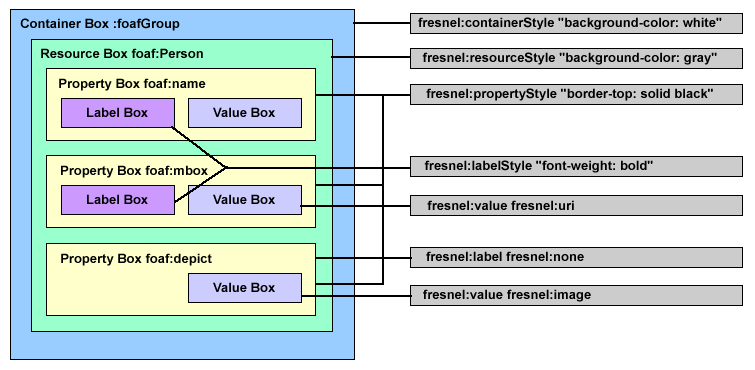 Container Box :foafGroup
fresnel:containerStyle "background-color: white"
Resource Box foaf:Person
fresnel:resourceStyle "background-color: gray"
Property Box foaf:name
fresnel:propertyStyle "border-top: solid black"
Label Box
Value Box
Property Box foaf:mbox
fresnel:labelStyle "font-weight: bold"
Label Box
Value Box
fresnel:value fresnel:uri
Property Box foaf:depict
fresnel:label fresnel:none
Value Box
fresnel:value fresnel:image